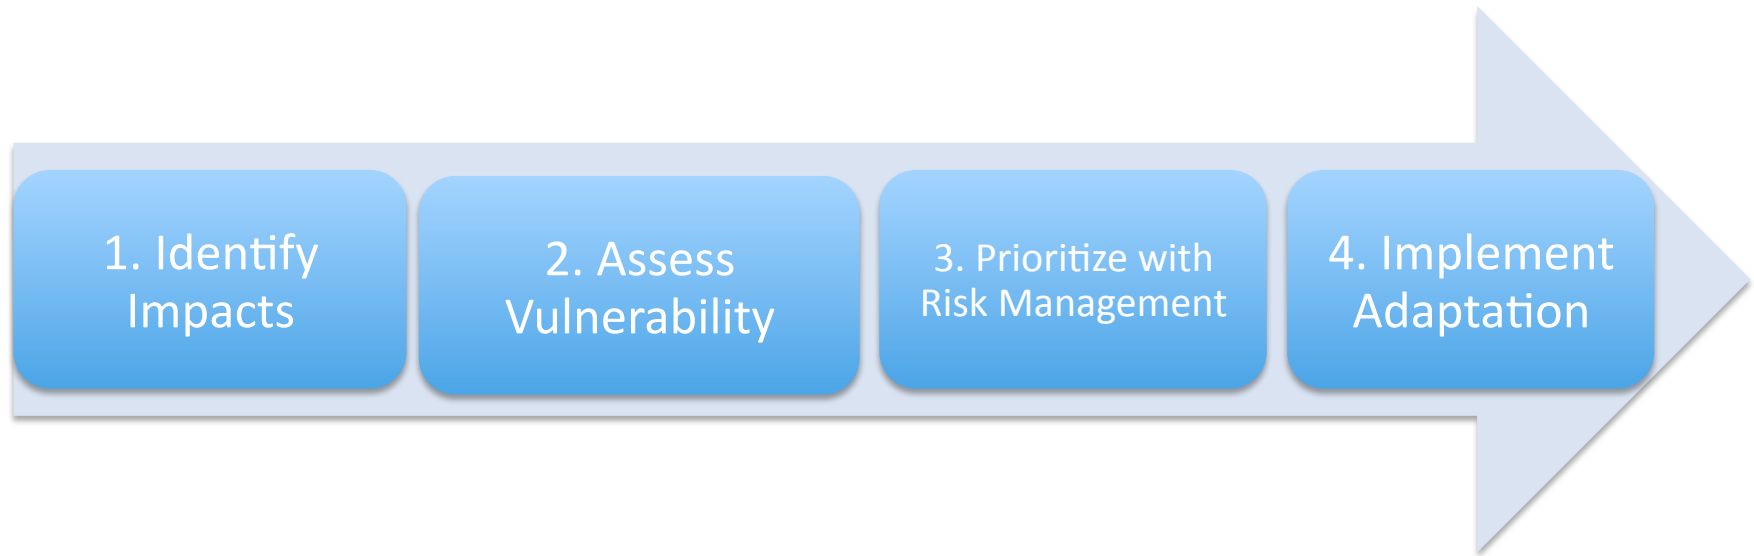 1. Identify
Impacts
2. Assess
Vulnerability
3. Prioritize with
Risk Management
4. Implement
Adaptation